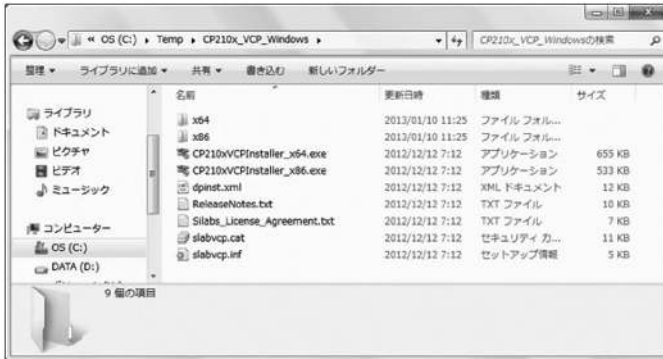 « OS (C:) ▸ Temp ▸ CP210x_VCP_Windows ▸
CP210x_VCP_Windowsの検索
整理 ▾ ライブラリに追加 ▾ 共有 ▾ 書き込む 新しいフォルダー
名前 更新日時 種類 サイズ
ライブラリ
ドキュメント
ピクチャ
ビデオ
ミュージック
コンピューター
OS (C:)
DATA (D:)
x64 2013/01/10 11:25 ファイル フォル...
x86 2013/01/10 11:25 ファイル フォル...
CP210xVCPInstaller_x64.exe 2012/12/12 7:12 アプリケーション 655 KB
CP210xVCPInstaller_x86.exe 2012/12/12 7:12 アプリケーション 533 KB
dpinst.xml 2012/12/12 7:12 XML ドキュメント 12 KB
ReleaseNotes.txt 2012/12/12 7:12 TXT ファイル 10 KB
Silabs_License_Agreement.txt 2012/12/12 7:12 TXT ファイル 7 KB
slabvcp.cat 2012/12/12 7:12 セキュリティ カ... 11 KB
slabvcp.inf 2012/12/12 7:12 セットアップ情報 5 KB
9 個の項目